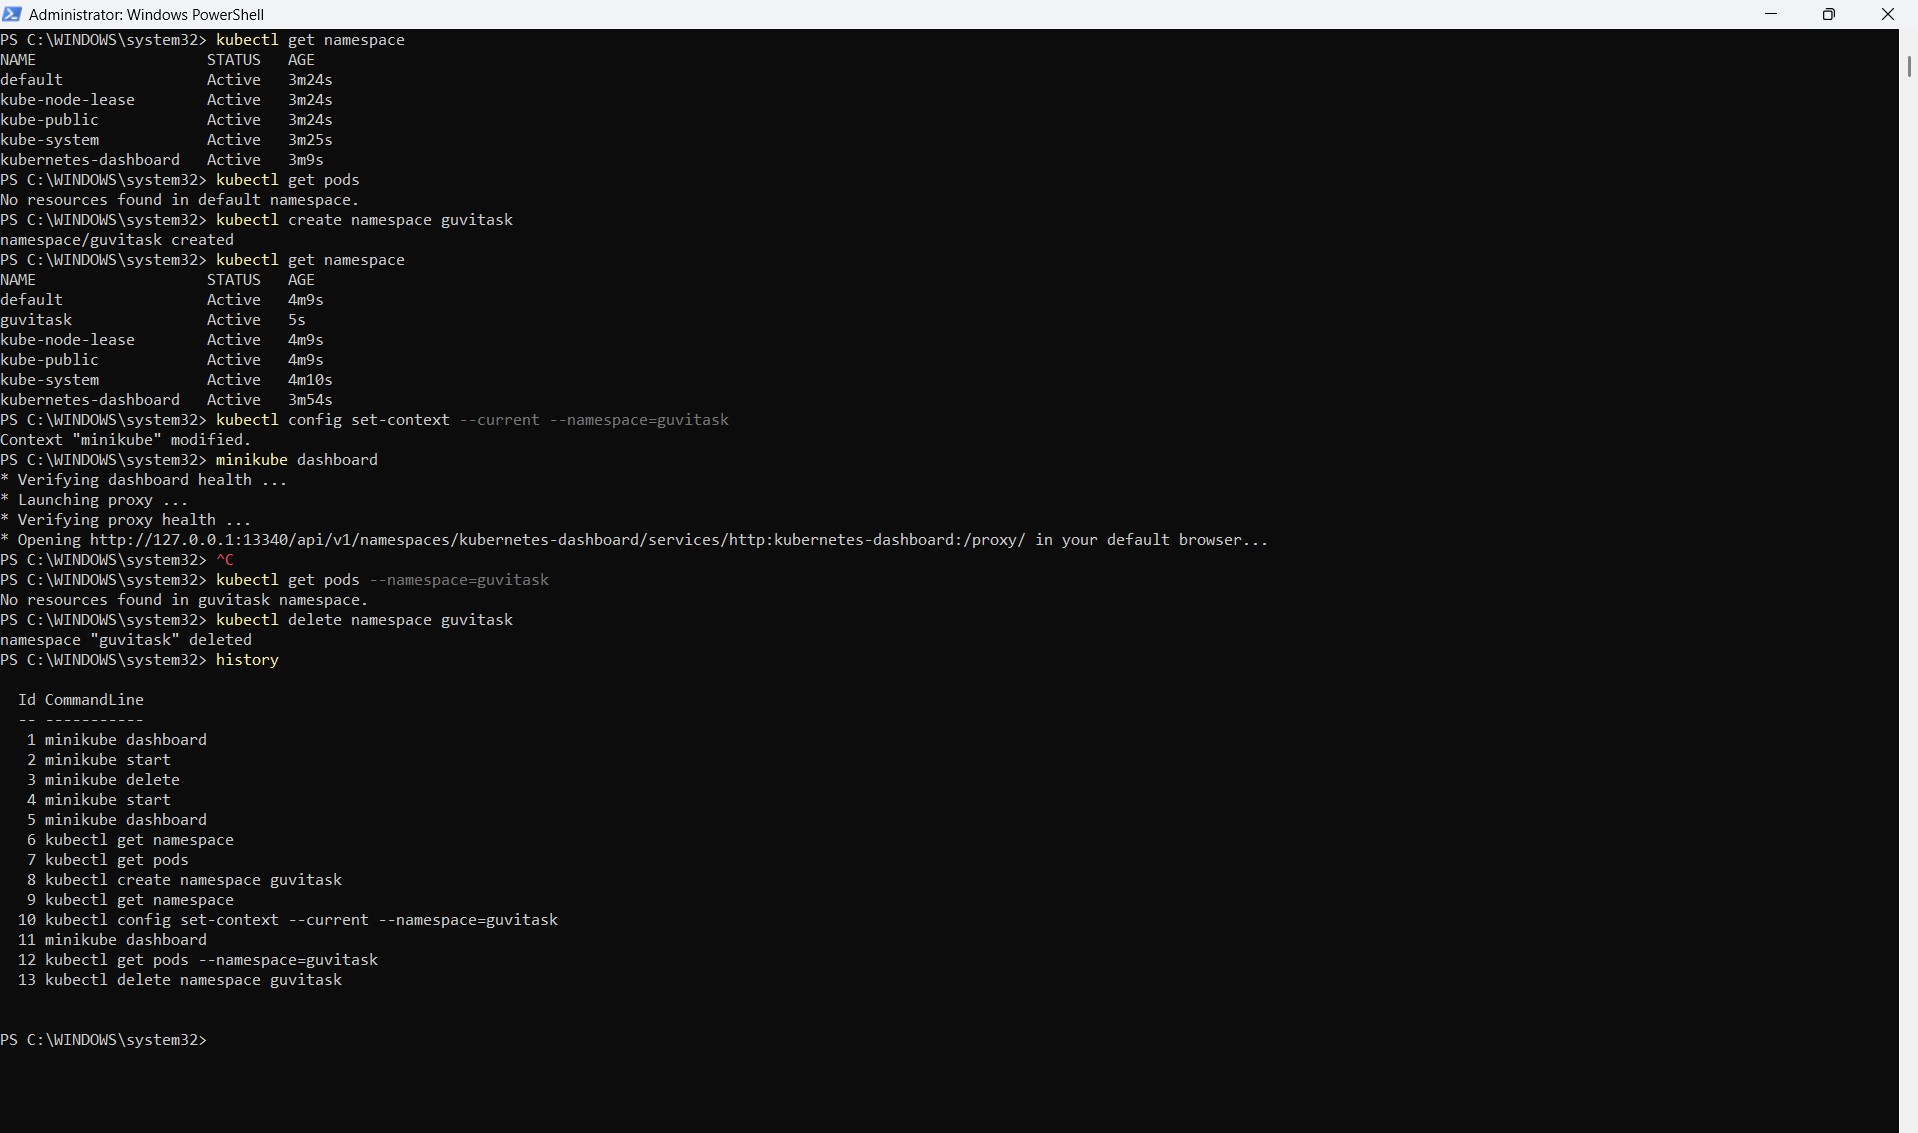 Administrator: Windows PowerShell
PS C:\WINDOWS\system32> kubectl get namespace
NAME                   STATUS   AGE
default                Active   3m24s
kube-node-lease        Active   3m24s
kube-public            Active   3m24s
kube-system            Active   3m25s
kubernetes-dashboard   Active   3m9s
PS C:\WINDOWS\system32> kubectl get pods
No resources found in default namespace.
PS C:\WINDOWS\system32> kubectl create namespace guvitask
namespace/guvitask created
PS C:\WINDOWS\system32> kubectl get namespace
NAME                   STATUS   AGE
default                Active   4m9s
guvitask               Active   5s
kube-node-lease        Active   4m9s
kube-public            Active   4m9s
kube-system            Active   4m10s
kubernetes-dashboard   Active   3m54s
PS C:\WINDOWS\system32> kubectl config set-context --current --namespace=guvitask
Context "minikube" modified.
PS C:\WINDOWS\system32> minikube dashboard
* Verifying dashboard health ...
* Launching proxy ...
* Verifying proxy health ...
* Opening http://127.0.0.1:13340/api/v1/namespaces/kubernetes-dashboard/services/http:kubernetes-dashboard:/proxy/ in your default browser...
PS C:\WINDOWS\system32> ^C
PS C:\WINDOWS\system32> kubectl get pods --namespace=guvitask
No resources found in guvitask namespace.
PS C:\WINDOWS\system32> kubectl delete namespace guvitask
namespace "guvitask" deleted
PS C:\WINDOWS\system32> history
  Id CommandLine
  -- -----------
   1 minikube dashboard
   2 minikube start
   3 minikube delete
   4 minikube start
   5 minikube dashboard
   6 kubectl get namespace
   7 kubectl get pods
   8 kubectl create namespace guvitask
   9 kubectl get namespace
  10 kubectl config set-context --current --namespace=guvitask
  11 minikube dashboard
  12 kubectl get pods --namespace=guvitask
  13 kubectl delete namespace guvitask
PS C:\WINDOWS\system32>